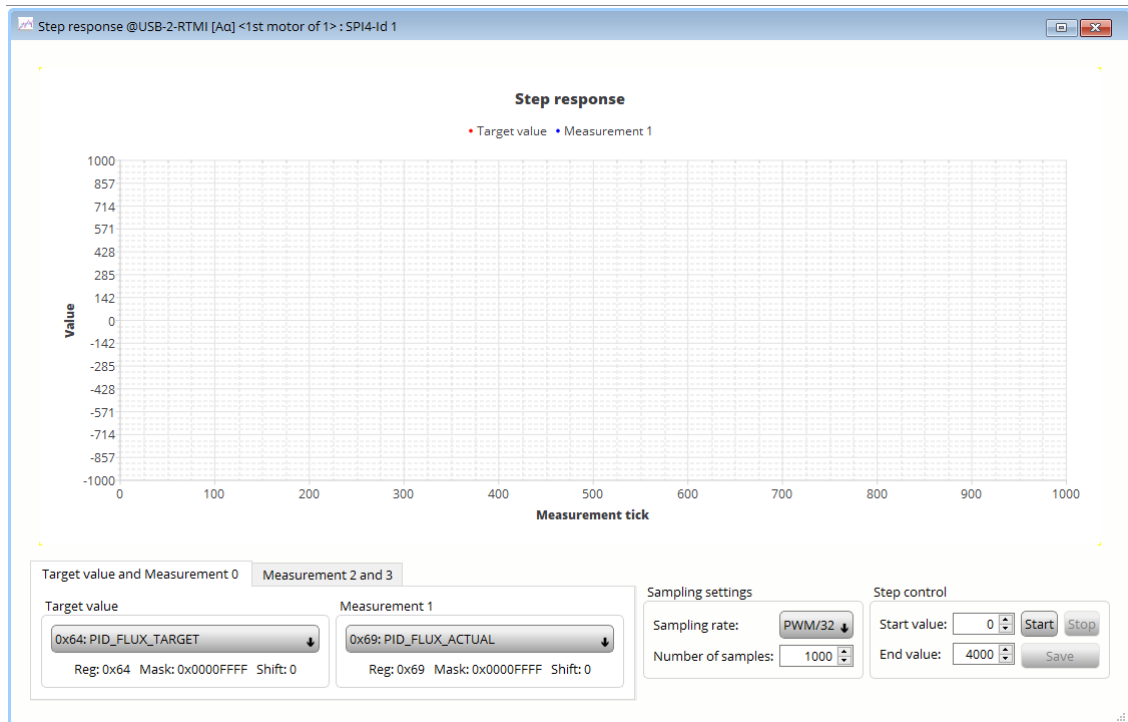 Step response @USB-2-RTMI [Aα] <1st motor of 1> : SPI4-Id 1
Step response
Target value Measurement 1
1000
857
714
571
428
285
142
0
-142
-285
-428
-571
-714
-857
-1000
Value
0 100 200 300 400 500 600 700 800 900 1000
Measurement tick
Target value and Measurement 0 Measurement 2 and 3
Target value Measurement 1
0x64: PID_FLUX_TARGET 0x69: PID_FLUX_ACTUAL
Reg: 0x64 Mask: 0x0000FFFF Shift: 0 Reg: 0x69 Mask: 0x0000FFFF Shift: 0
Sampling settings
Sampling rate: PWM/32
Number of samples: 1000
Step control
Start value: 0 Start Stop
End value: 4000 Save